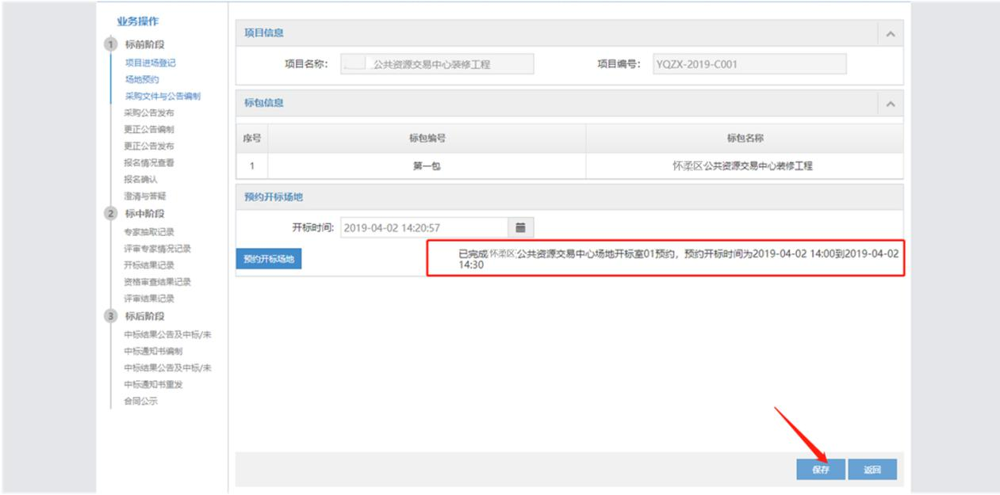 业务操作
1 标前阶段
项目进场登记
场地预约
采购文件与公告编制
采购公告发布
更正公告编制
更正公告发布
报名情况查看
报名确认
澄清与答疑
2 标中阶段
专家抽取记录
评审专家情况记录
开标结果记录
资格审查结果记录
评审结果记录
3 标后阶段
中标结果公告及中标/未
中标通知书编制
中标结果公告及中标/未
中标通知书重发
合同公示
项目信息
项目名称: 公共资源交易中心装修工程 项目编号: YQZX-2019-C001
标包信息
序号 标包编号 标包名称
1 第一包 怀柔区公共资源交易中心装修工程
预约开标场地
开标时间: 2019-04-02 14:20:57
预约开标场地
已完成怀柔区公共资源交易中心场地开标室01预约，预约开标时间为2019-04-02 14:00到2019-04-02
14:30
保存 返回